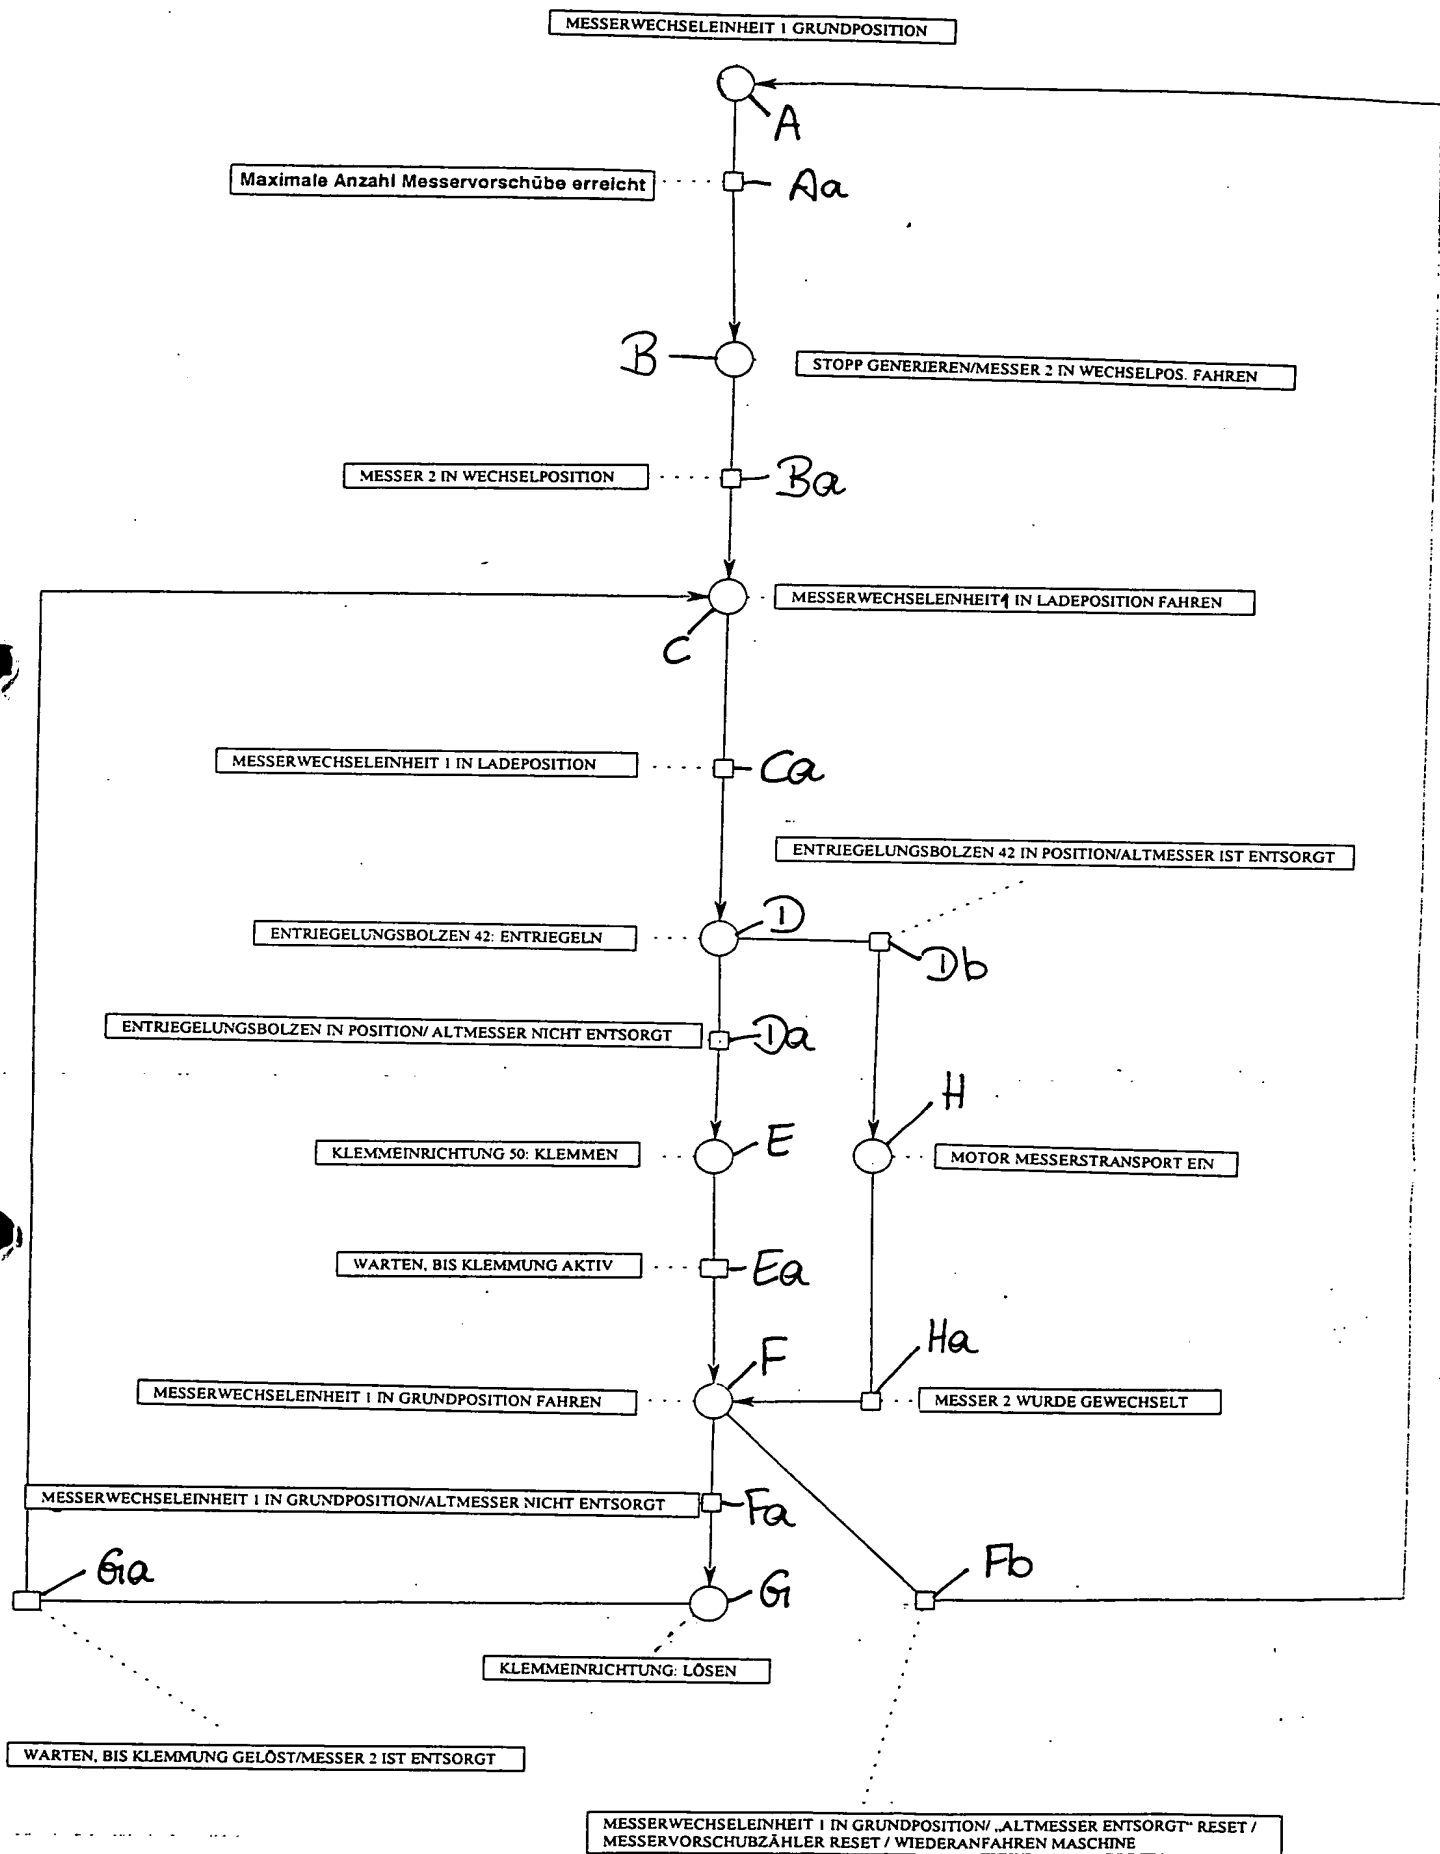 MESSERWECHSELEINHEIT 1 GRUNDPOSITION
A
Maximale Anzahl Messervorschübe erreicht
Aa
B
STOPP GENERIEREN/MESSER 2 IN WECHSELPOS. FAHREN
MESSER 2 IN WECHSELPOSITION
Ba
MESSERWECHSELEINHEIT1 IN LADEPOSITION FAHREN
C
MESSERWECHSELEINHEIT 1 IN LADEPOSITION
Ca
ENTRIEGELUNGSBOLZEN 42 IN POSITION/ALTMESSER IST ENTSORGT
D
ENTRIEGELUNGSBOLZEN 42: ENTRIEGELN
Db
ENTRIEGELUNGSBOLZEN IN POSITION/ ALTMESSER NICHT ENTSORGT
Da
H
KLEMMEINRICHTUNG 50: KLEMMEN
E
MOTOR MESSERSTRANSPORT EIN
WARTEN, BIS KLEMMUNG AKTIV
Ea
Ha
F
MESSERWECHSELEINHEIT 1 IN GRUNDPOSITION FAHREN
MESSER 2 WURDE GEWECHSELT
MESSERWECHSELEINHEIT 1 IN GRUNDPOSITION/ALTMESSER NICHT ENTSORGT
Fa
Ga
Fb
G
KLEMMEINRICHTUNG: LÖSEN
WARTEN, BIS KLEMMUNG GELÖST/MESSER 2 IST ENTSORGT
MESSERWECHSELEINHEIT 1 IN GRUNDPOSITION/ „ALTMESSER ENTSORGT“ RESET /
MESSERVORSCHUBZÄHLER RESET / WIEDERANFAHREN MASCHINE